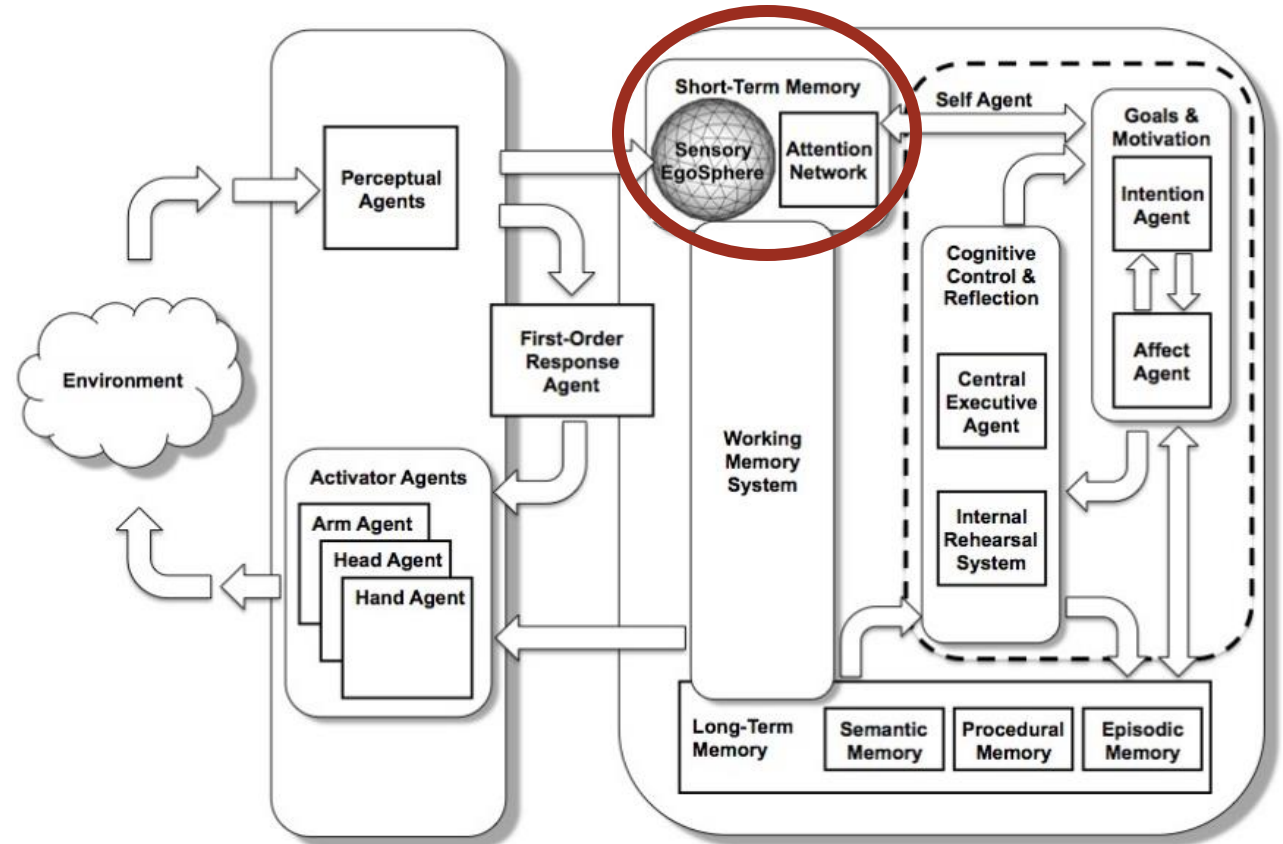 Short-Term Memory
Sensory
EgoSphere
Attention
Network
Self Agent
Goals &
Motivation
Intention
Agent
Affect
Agent
Perceptual
Agents
Cognitive
Control &
Reflection
Central
Executive
Agent
Internal
Rehearsal
System
First-Order
Response
Agent
Environment
Working
Memory
System
Activator Agents
Arm Agent
Head Agent
Hand Agent
Long-Term
Memory
Semantic
Memory
Procedural
Memory
Episodic
Memory